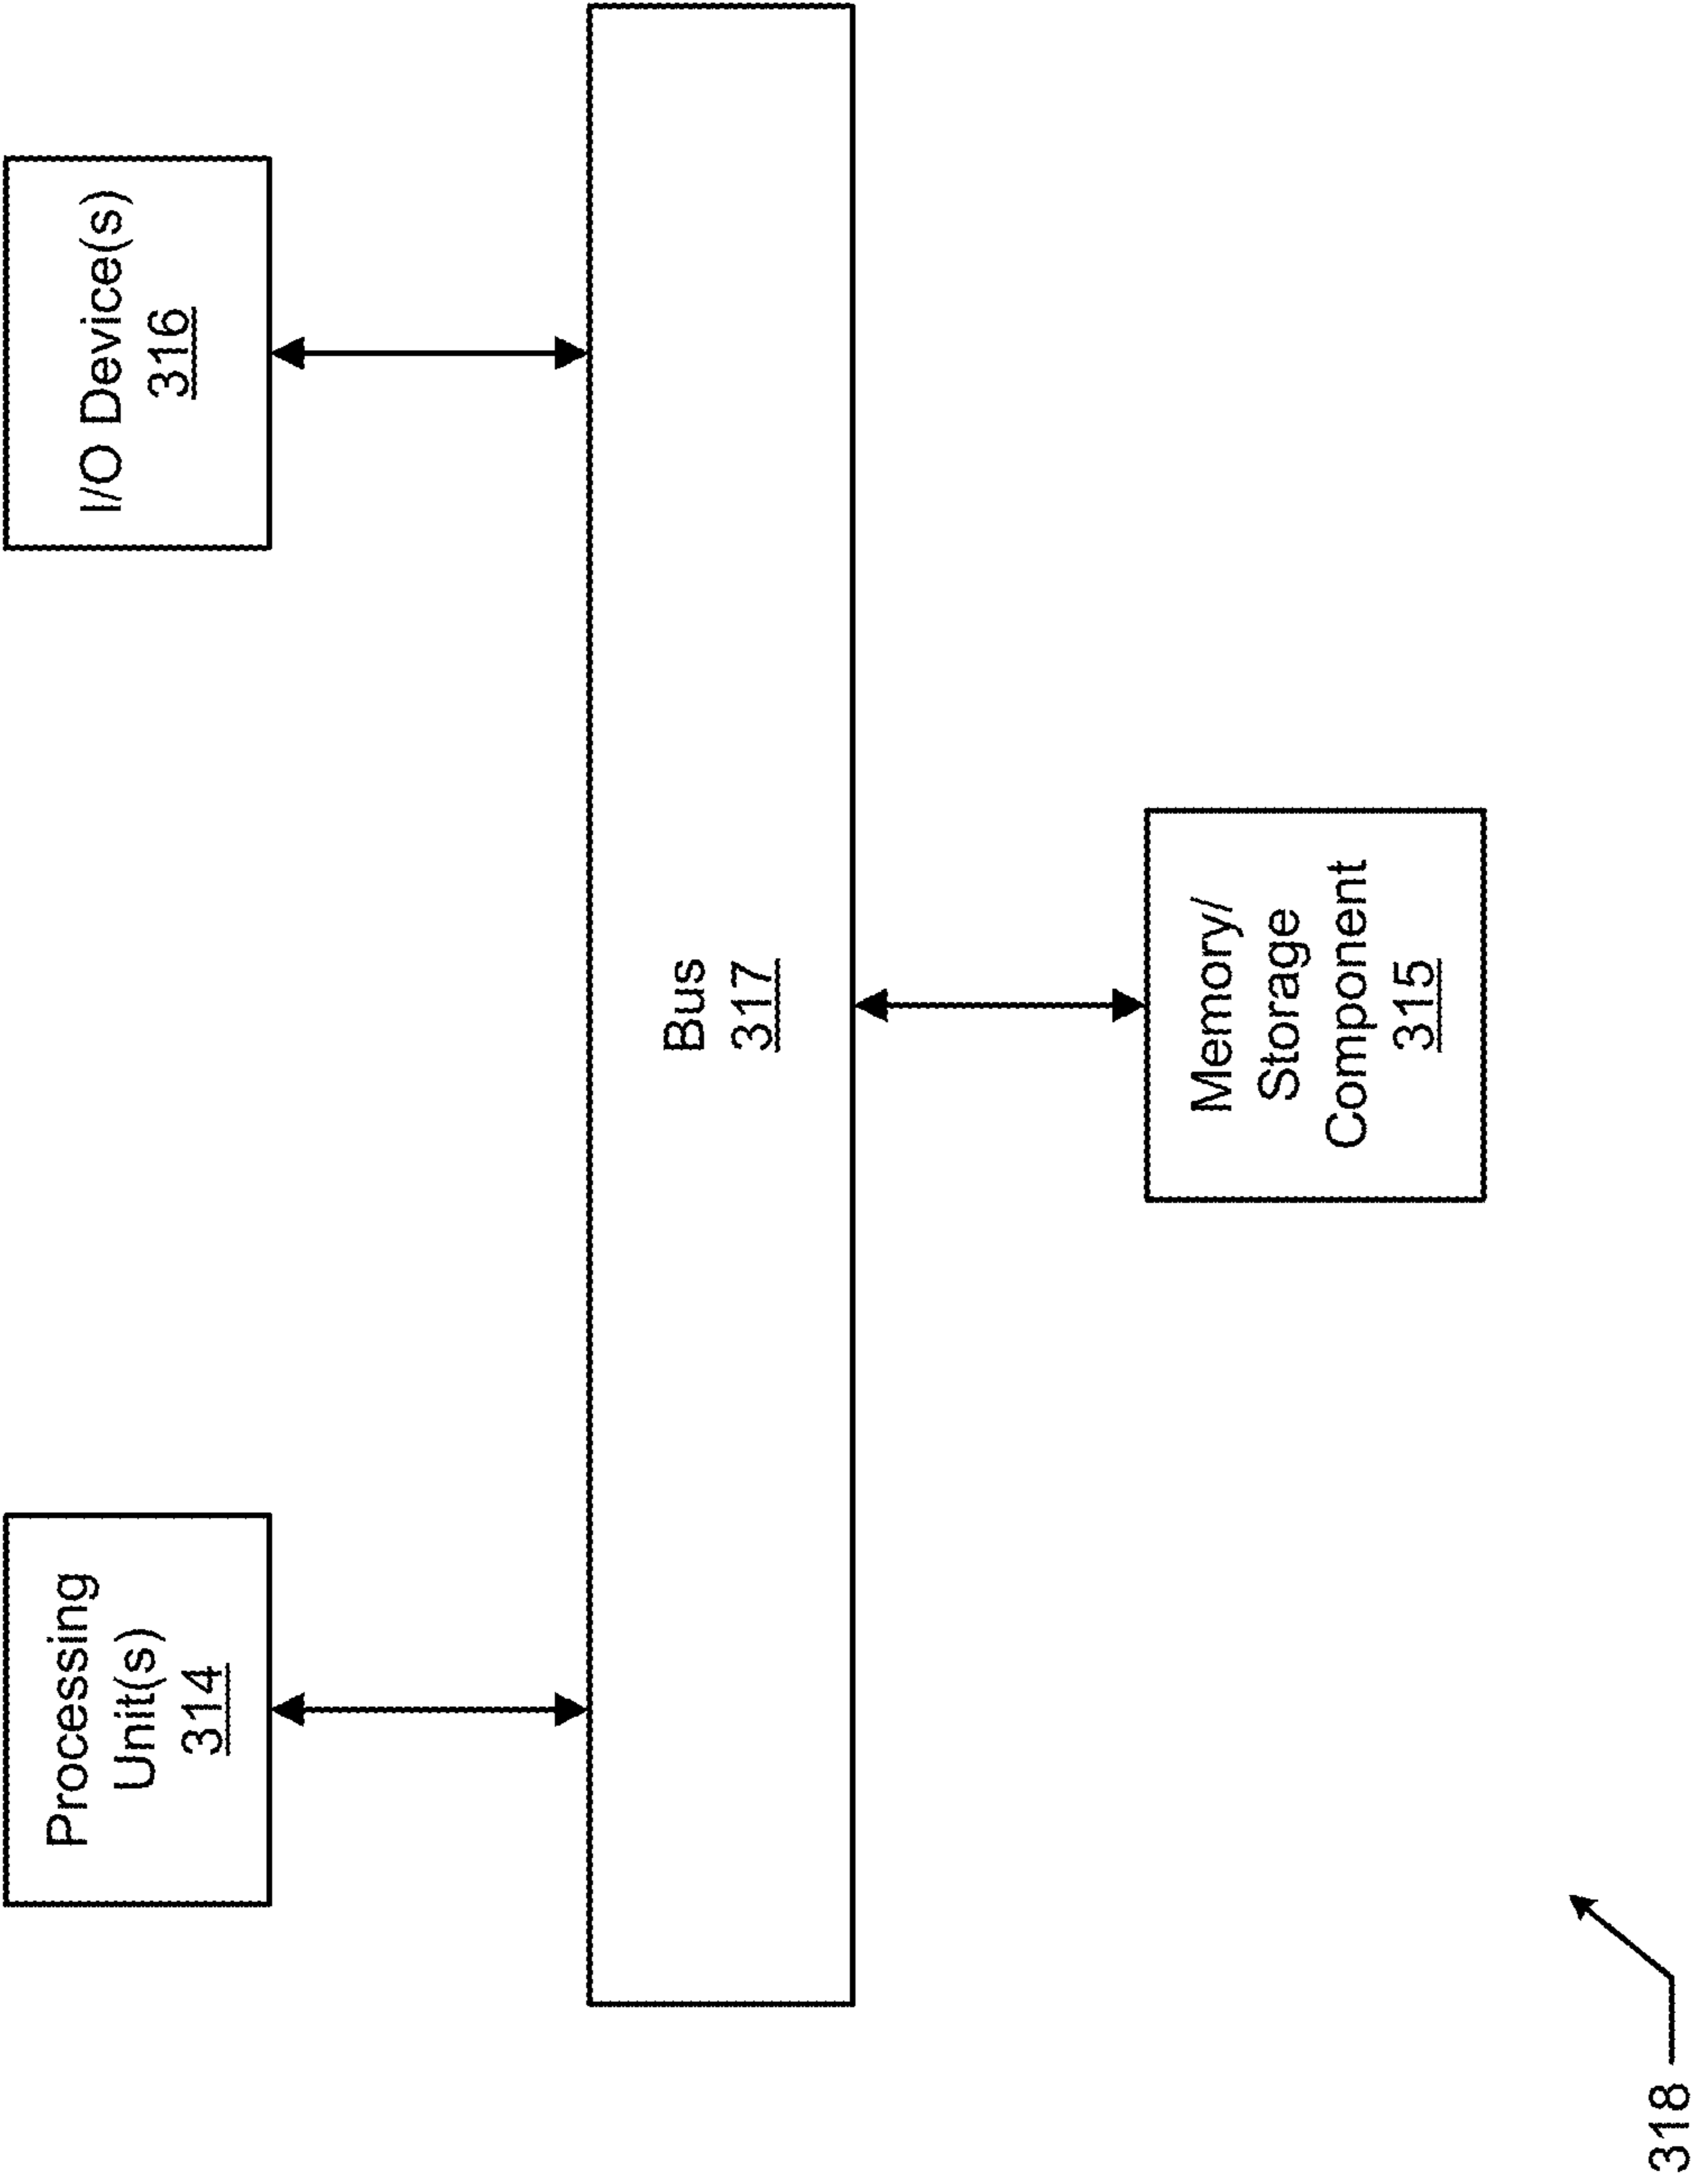 Processing
Unit(s)
314
I/O Device(s)
316
Bus
317
Memory/
Storage
Component
315
318